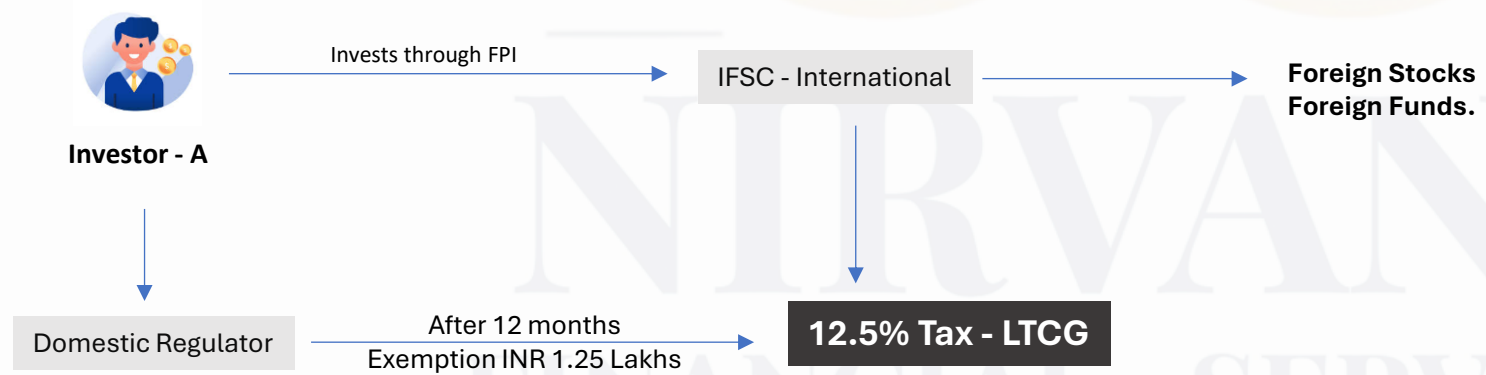 Invests through FPI
IFSC - International
Foreign Stocks
Foreign Funds.
Investor - A
Domestic Regulator
After 12 months
Exemption INR 1.25 Lakhs
12.5% Tax - LTCG
NIRVAN